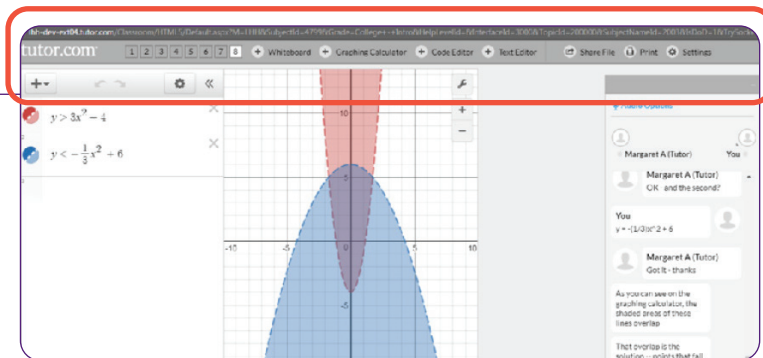 tutor.com
1 2 3 4 5 6 7 8 Whiteboard Graphing Calculator Code Editor Text Editor Share File Print Settings
y > 3x² − 4
y < −1/3x² + 6
10
5
-10 -5 0 5 10
-5
Margaret A (Tutor) You
Margaret A (Tutor)
OK - and the second?
You
y = -(1/3)x^2 + 6
Margaret A (Tutor)
Got it - thanks
As you can see on the
graphing calculator, the
shaded areas of these
lines overlap
That overlap is the
solution -- points that fall